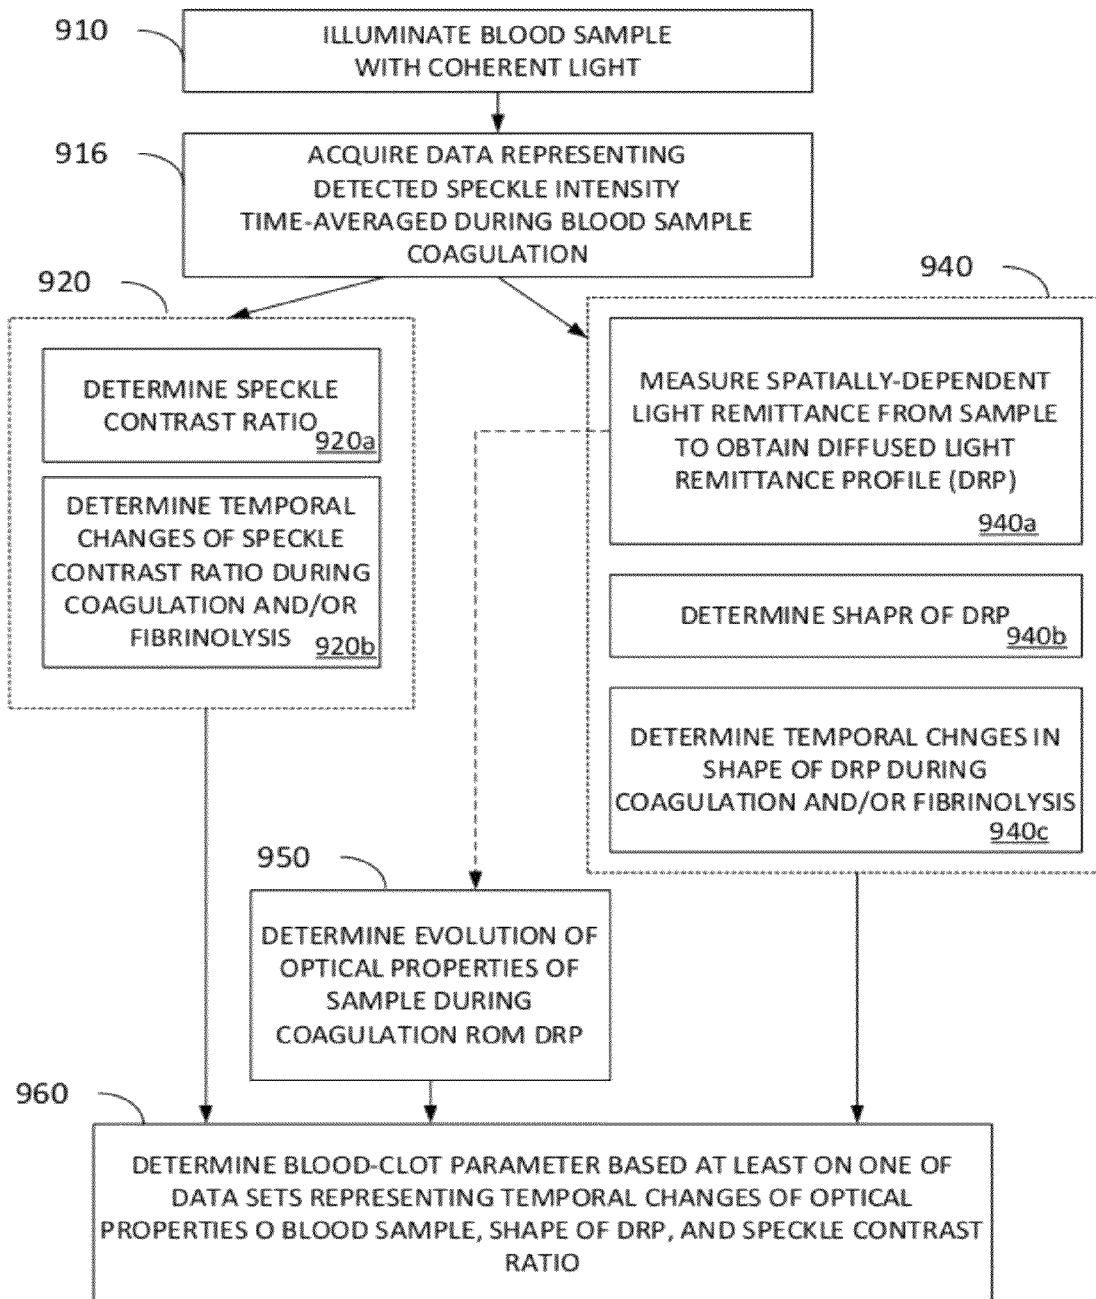 910
ILLUMINATE BLOOD SAMPLE
WITH COHERENT LIGHT
916
ACQUIRE DATA REPRESENTING
DETECTED SPECKLE INTENSITY
TIME-AVERAGED DURING BLOOD SAMPLE
COAGULATION
920
DETERMINE SPECKLE
CONTRAST RATIO
920a
DETERMINE TEMPORAL
CHANGES OF SPECKLE
CONTRAST RATIO DURING
COAGULATION AND/OR
FIBRINOLYSIS
920b
940
MEASURE SPATIALLY-DEPENDENT
LIGHT REMITTANCE FROM SAMPLE
TO OBTAIN DIFFUSED LIGHT
REMITTANCE PROFILE (DRP)
940a
DETERMINE SHAPR OF DRP
940b
DETERMINE TEMPORAL CHNGES IN
SHAPE OF DRP DURING
COAGULATION AND/OR FIBRINOLYSIS
940c
950
DETERMINE EVOLUTION OF
OPTICAL PROPERTIES OF
SAMPLE DURING
COAGULATION ROM DRP
960
DETERMINE BLOOD-CLOT PARAMETER BASED AT LEAST ON ONE OF
DATA SETS REPRESENTING TEMPORAL CHANGES OF OPTICAL
PROPERTIES O BLOOD SAMPLE, SHAPE OF DRP, AND SPECKLE CONTRAST
RATIO